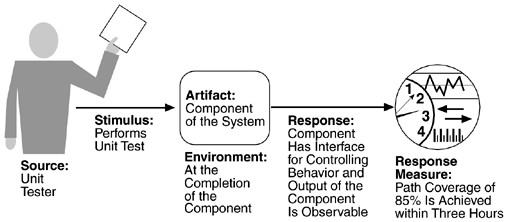 Source:
Unit
Tester
Stimulus:
Performs
Unit Test
Artifact:
Component
of the System
Environment:
At the
Completion
of the
Component
Response:
Component
Has Interface
for Controlling
Behavior and
Output of the
Component
Is Observable
1
2
3
4
Response
Measure:
Path Coverage of
85% Is Achieved
within Three Hours